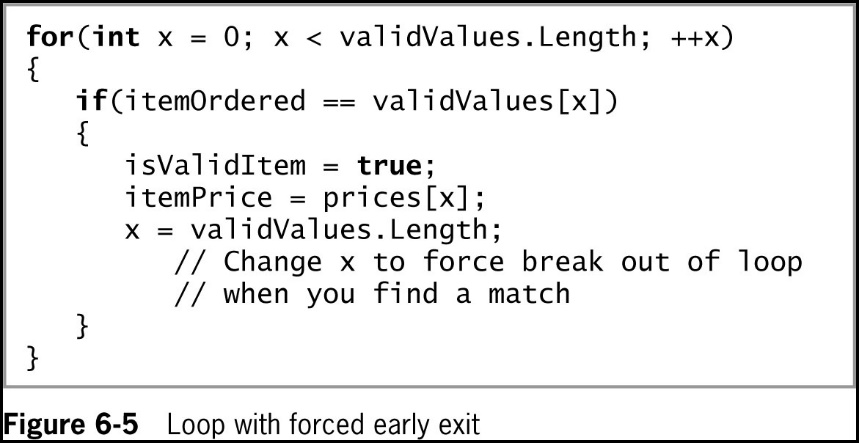 for(int x = 0; x < validValues.Length; ++x)
{
   if(itemOrdered == validValues[x])
   {
      isValidItem = true;
      itemPrice = prices[x];
      x = validValues.Length;
         // Change x to force break out of loop
         // when you find a match
   }
}
Figure 6-5 Loop with forced early exit